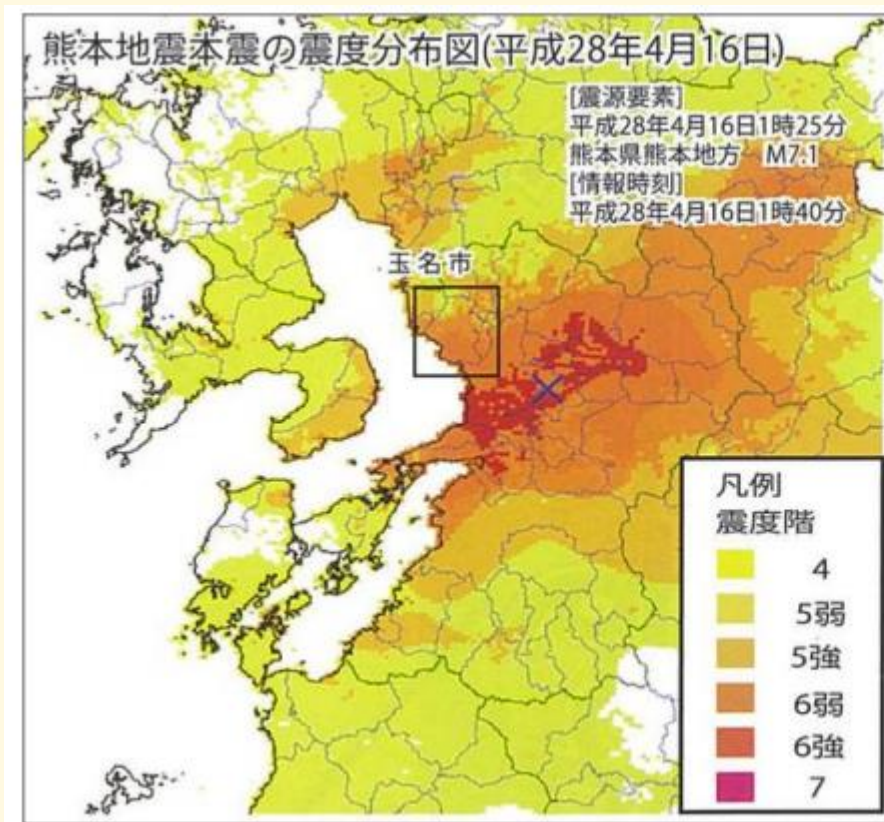 熊本地震本震の震度分布図(平成28年4月16日)
[震源要素]
平成28年4月16日1時25分
熊本県熊本地方　M7.1
[情報時刻]
平成28年4月16日1時40分
玉名市
凡例
震度階
4
5弱
5強
6弱
6強
7